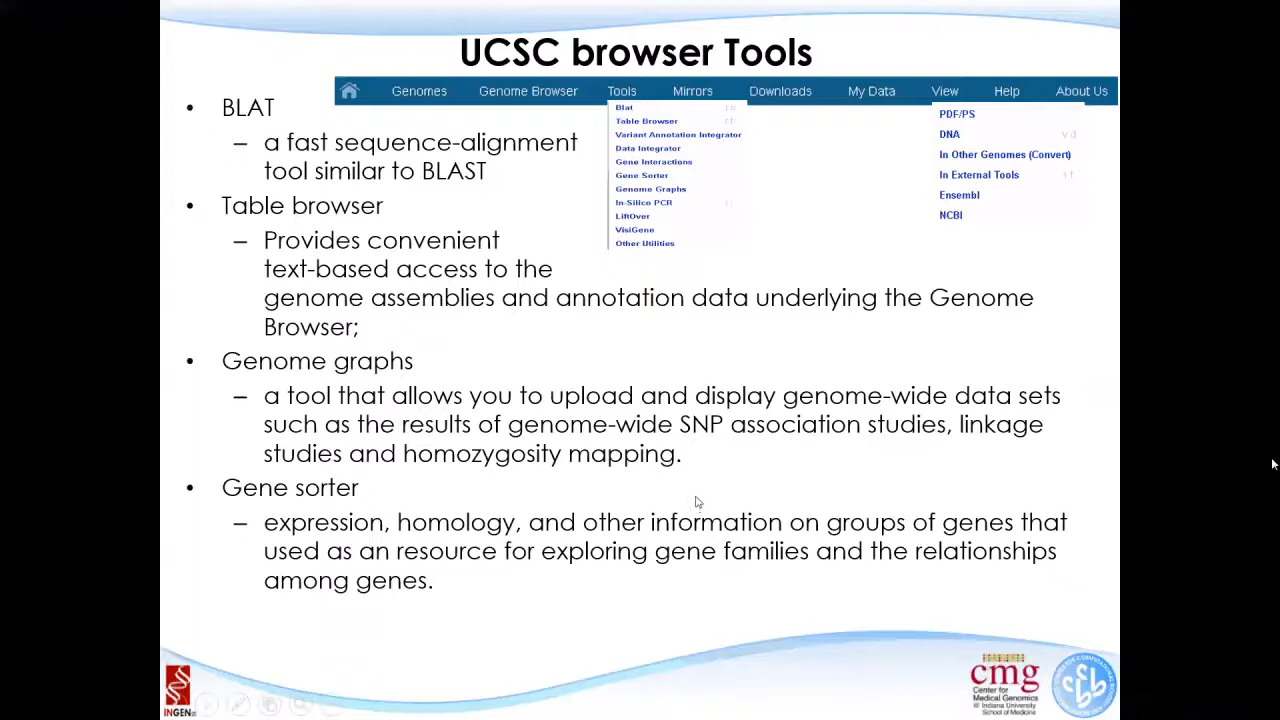 UCSC browser Tools
Genomes Genome Browser Tools Mirrors Downloads My Data View Help About Us
• BLAT
– a fast sequence-alignment
tool similar to BLAST
• Table browser
– Provides convenient
text-based access to the
genome assemblies and annotation data underlying the Genome
Browser;
Blat
Table Browser
Variant Annotation Integrator
Data Integrator
Gene Interactions
Gene Sorter
Genome Graphs
In-Silico PCR
LiftOver
VisiGene
Other Utilities
PDF/PS
DNA v d
In Other Genomes (Convert)
In External Tools
Ensembl
NCBI
• Genome graphs
– a tool that allows you to upload and display genome-wide data sets
such as the results of genome-wide SNP association studies, linkage
studies and homozygosity mapping.
• Gene sorter
– expression, homology, and other information on groups of genes that
used as an resource for exploring gene families and the relationships
among genes.
INGEN
cmg
Center for
Medical Genomics
@ Indiana University
School of Medicine